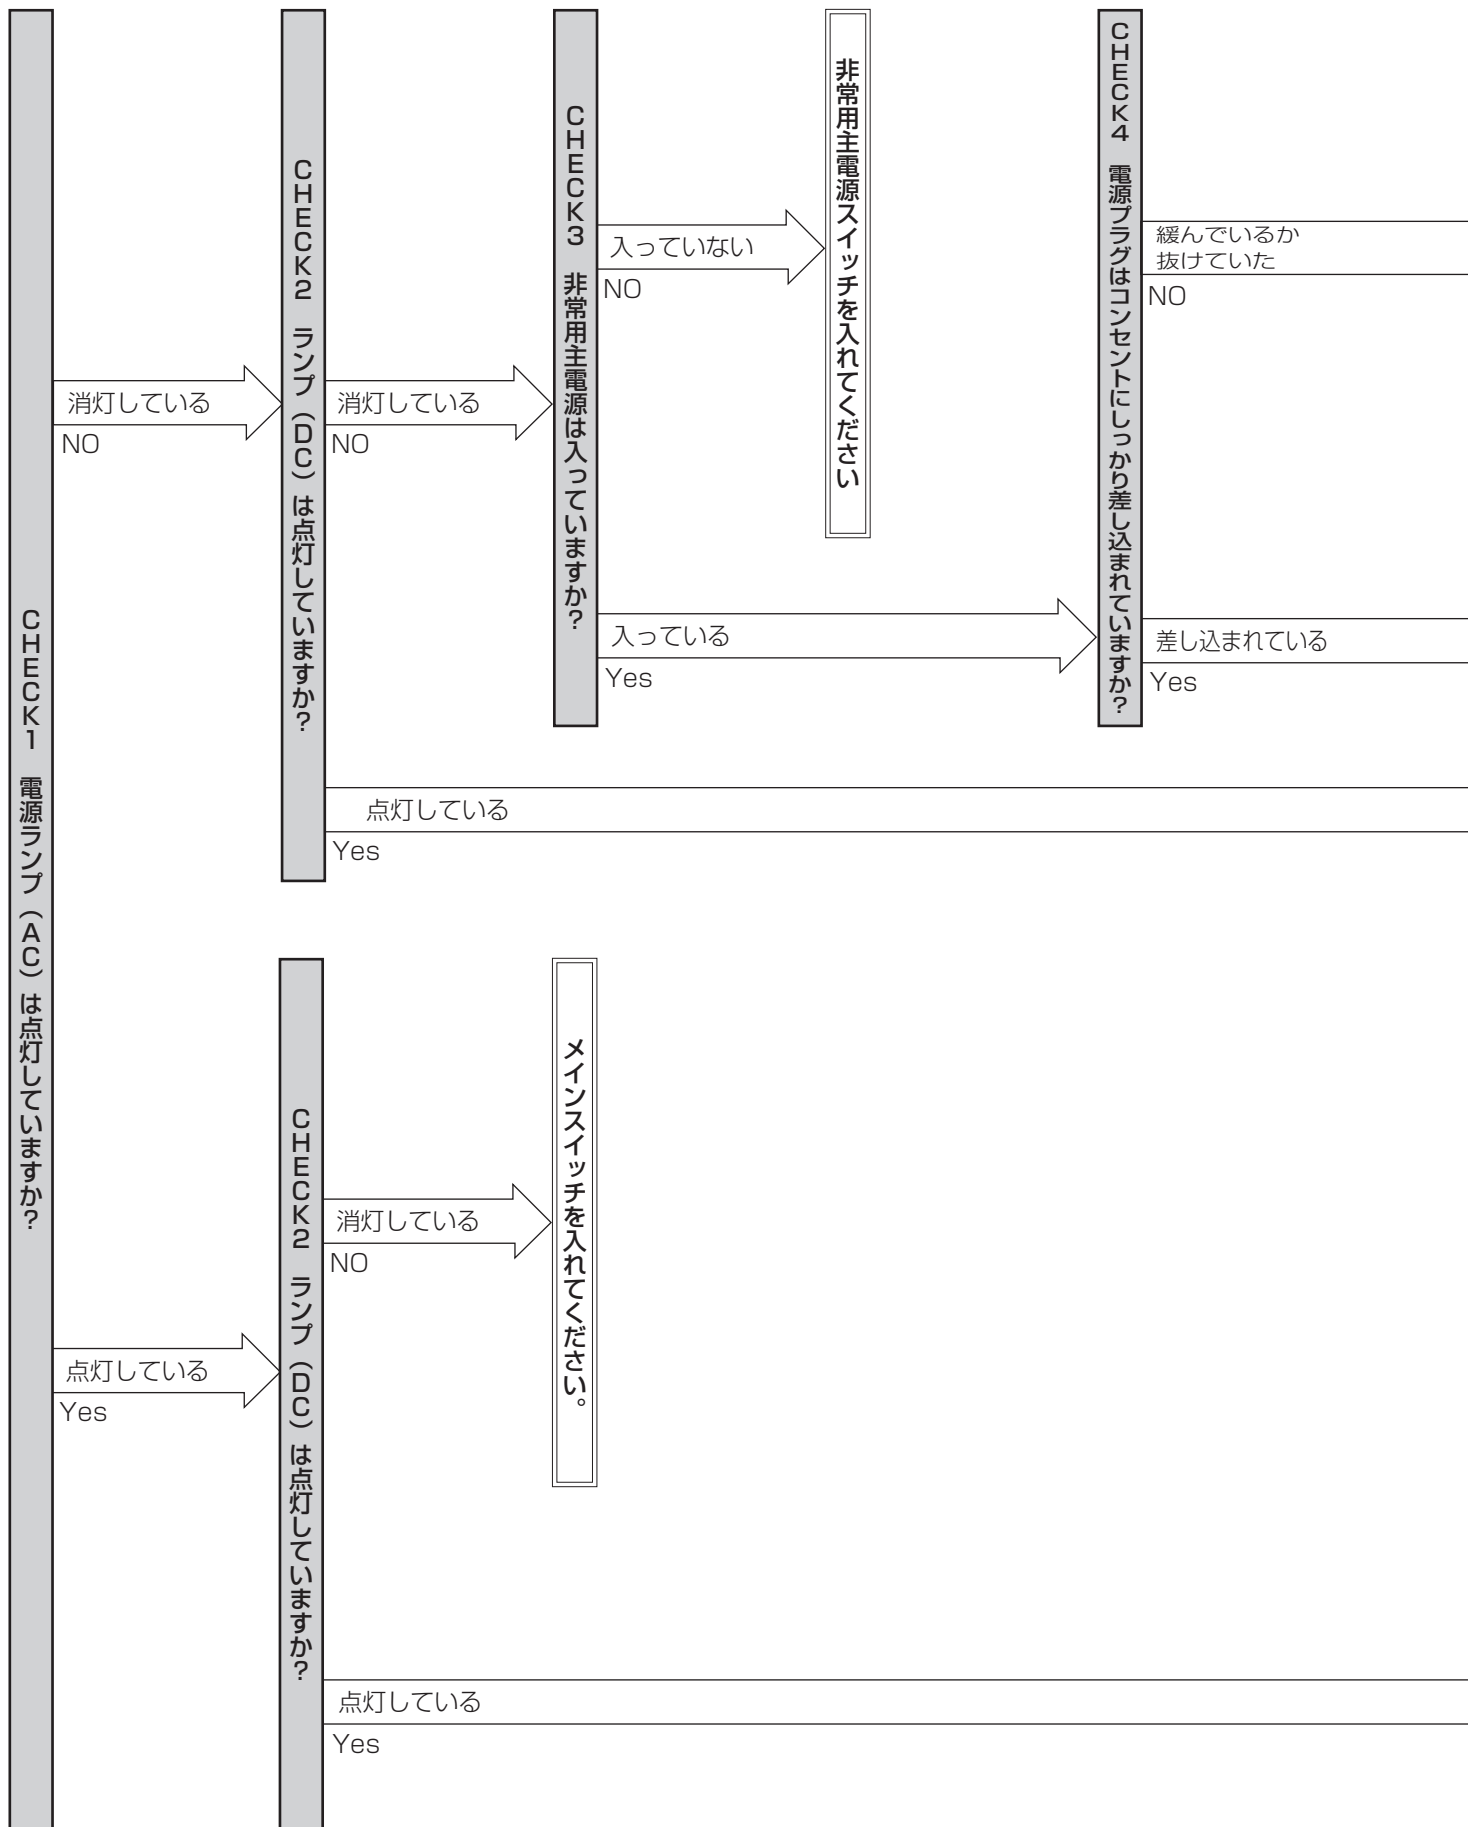 CHECK1　電源ランプ（AC）は点灯していますか?
消灯している
NO
CHECK2　ランプ（DC）は点灯していますか?
消灯している
NO
CHECK3　非常用主電源は入っていますか?
入っていない
NO
非常用主電源スイッチを入れてください
入っている
Yes
CHECK4　電源プラグはコンセントにしっかり差し込まれていますか?
緩んでいるか
抜けていた
NO
差し込まれている
Yes
点灯している
Yes
点灯している
Yes
CHECK2　ランプ（DC）は点灯していますか?
消灯している
NO
メインスイッチを入れてください。
点灯している
Yes